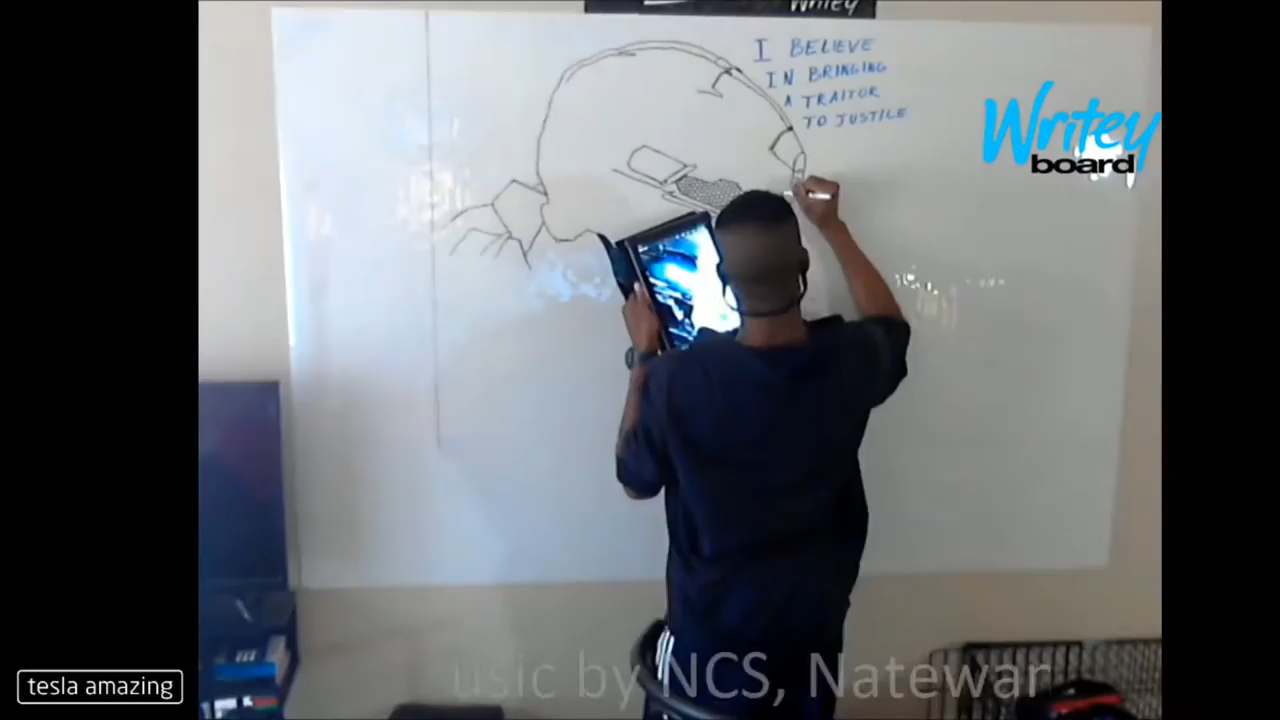 Writey
I BELIEVE
IN BRINGING
A TRAITOR
TO JUSTICE
Writey
board
tesla amazing
usic by NCS, Natewar